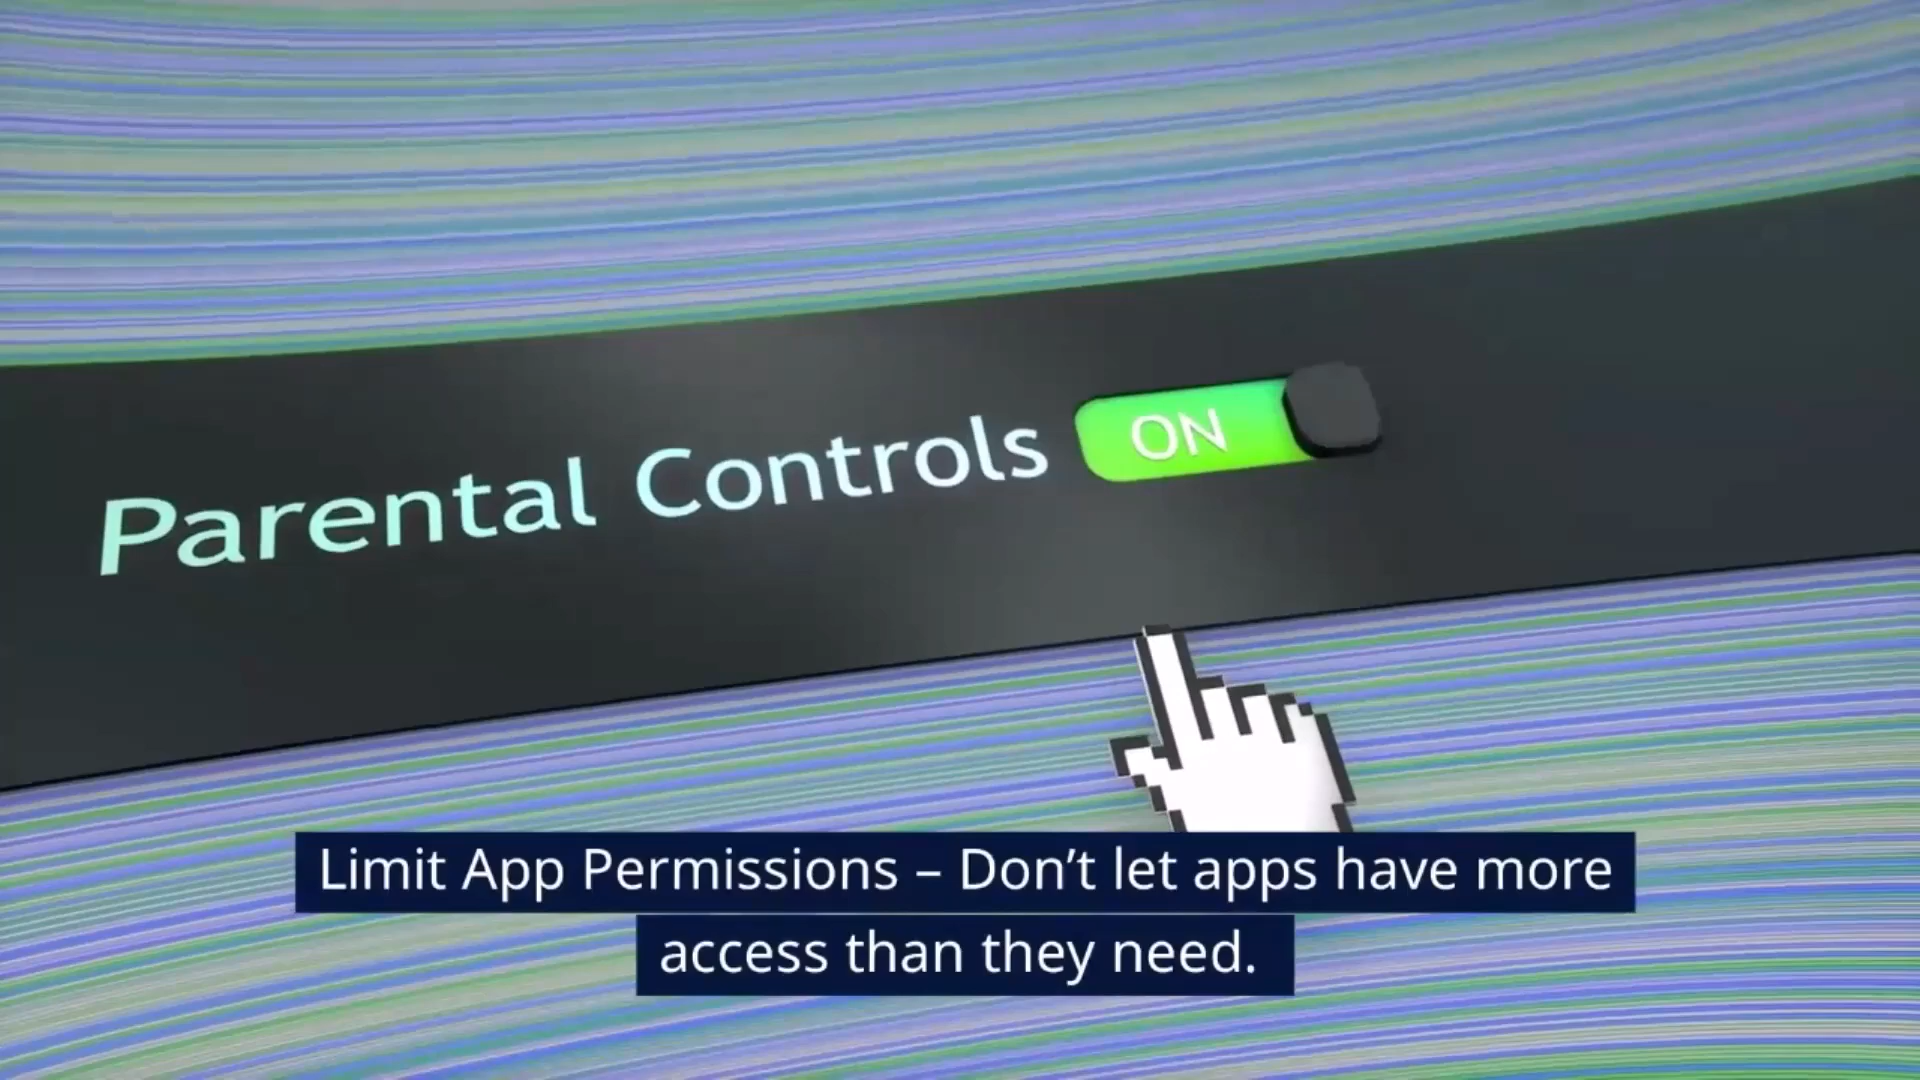 Parental Controls ON
Limit App Permissions – Don’t let apps have more
access than they need.